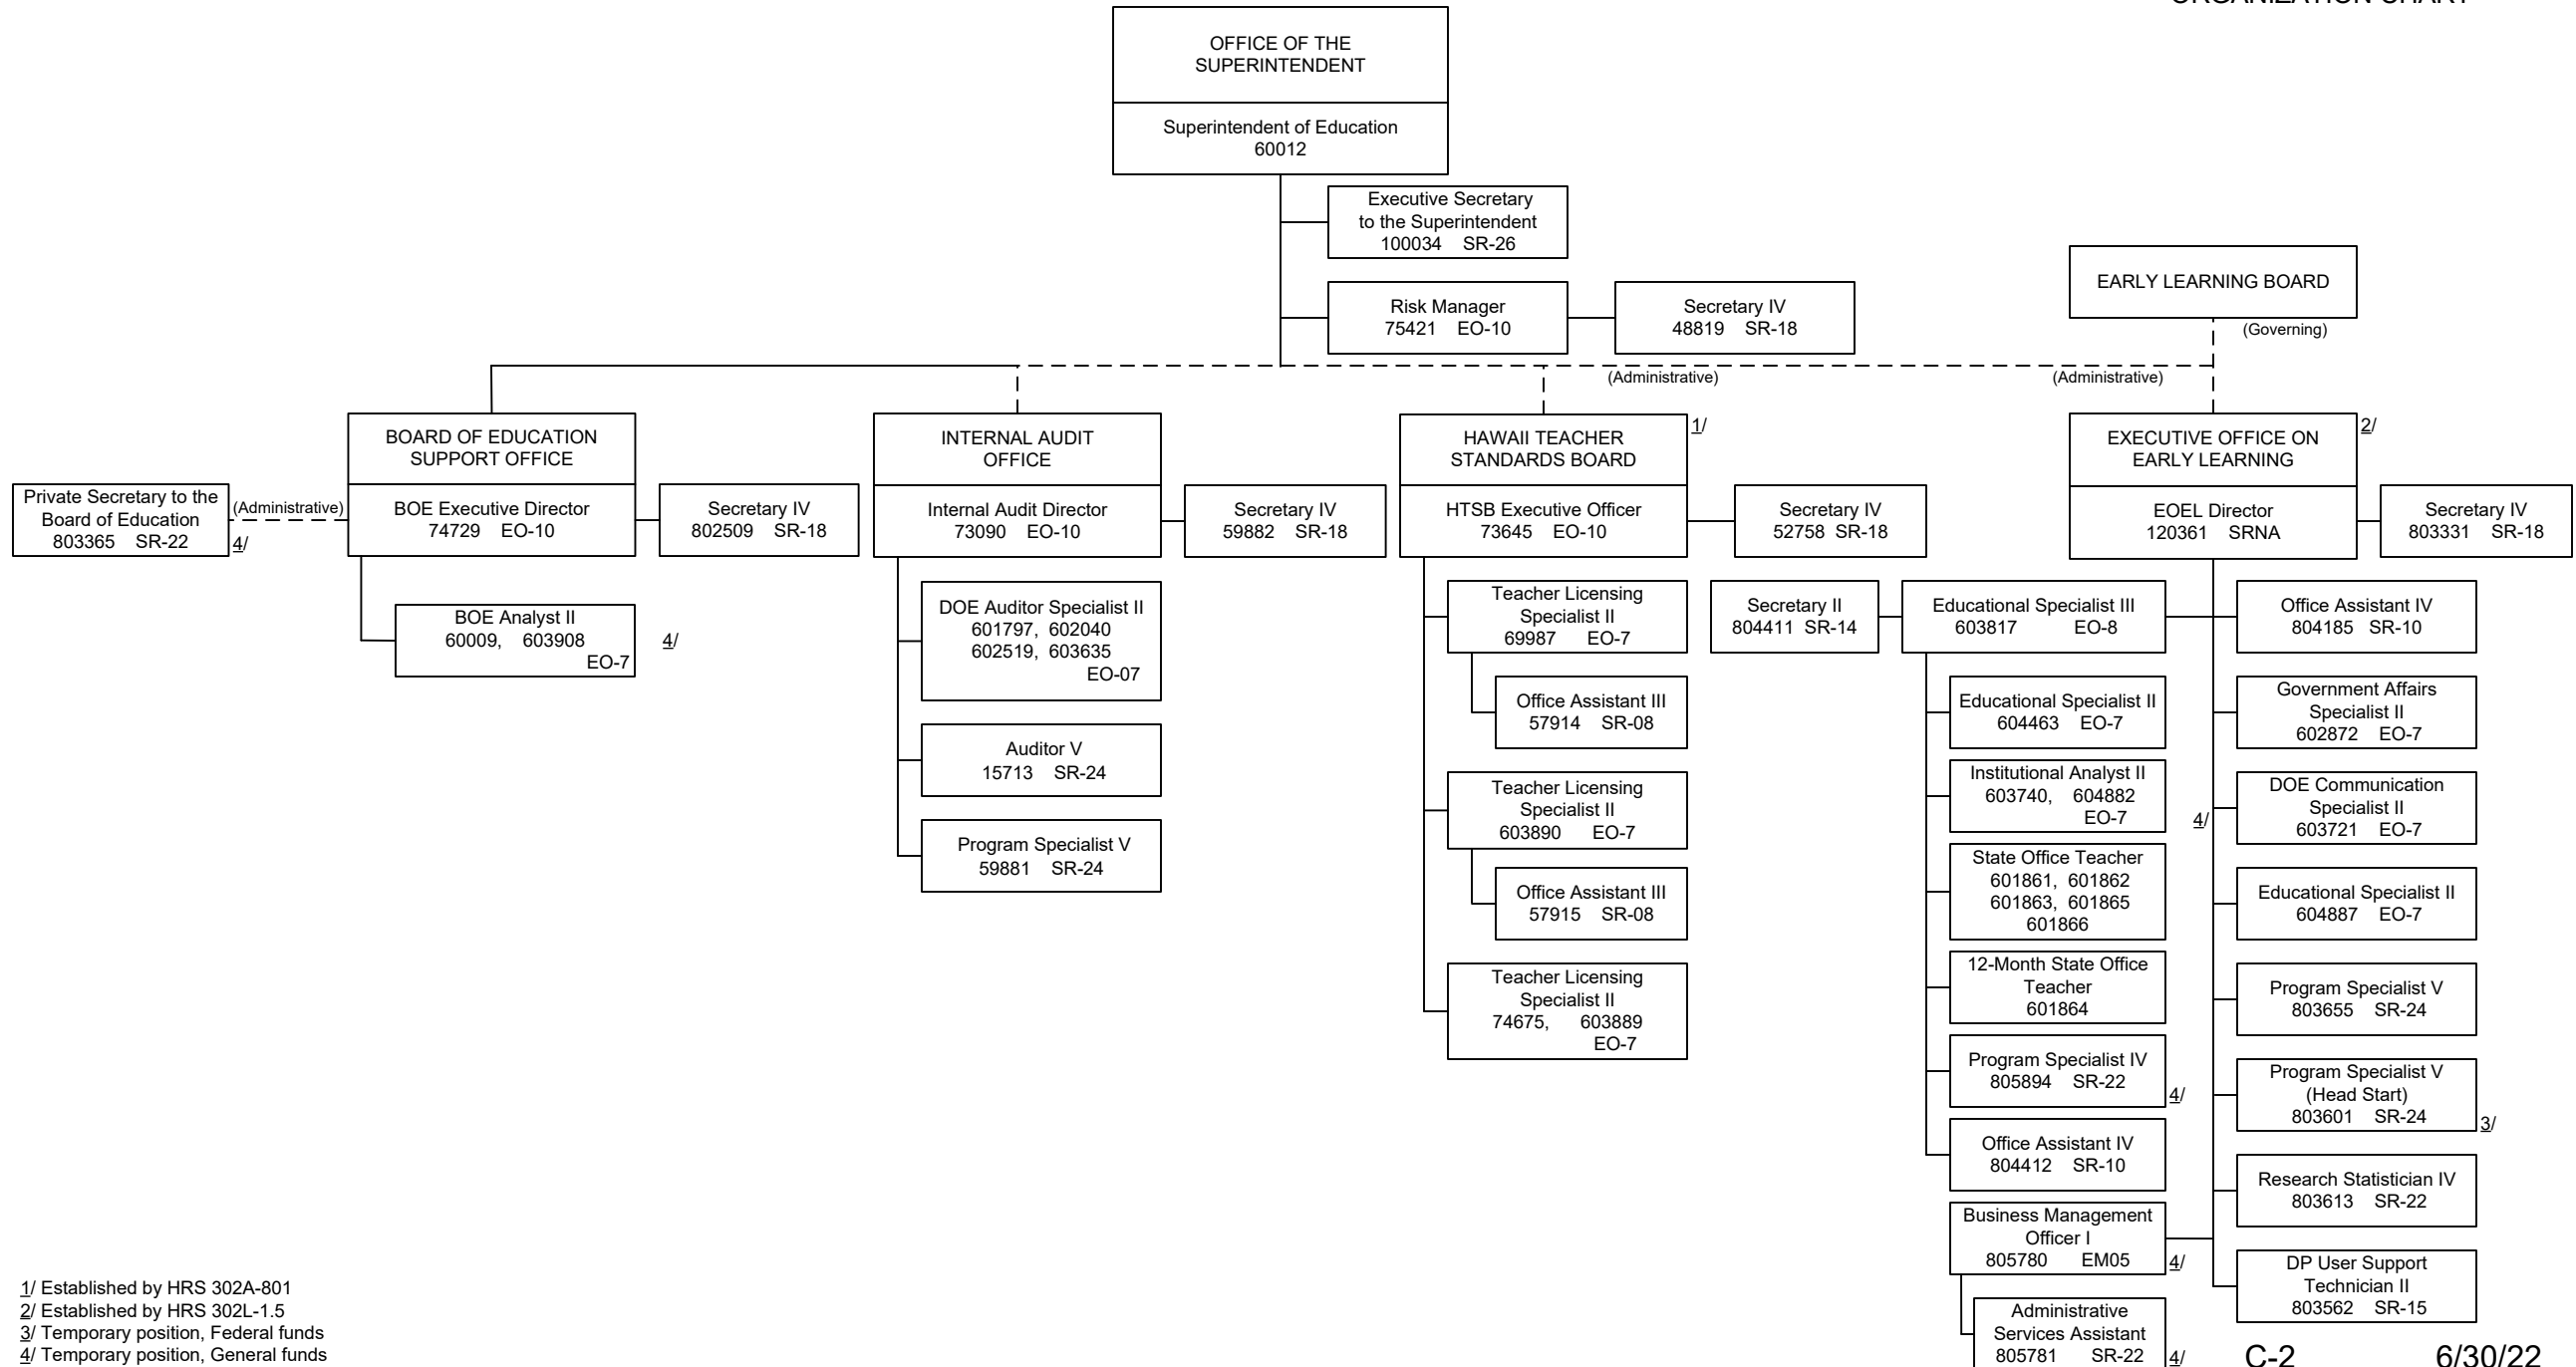 ORGANIZATION CHART
OFFICE OF THE
SUPERINTENDENT
Superintendent of Education
60012
Executive Secretary
to the Superintendent
100034 SR-26
Risk Manager
75421 EO-10
Secretary IV
48819 SR-18
EARLY LEARNING BOARD
(Governing)
(Administrative)
(Administrative)
Private Secretary to the
Board of Education
803365 SR-22
4/
(Administrative)
BOARD OF EDUCATION
SUPPORT OFFICE
BOE Executive Director
74729 EO-10
Secretary IV
802509 SR-18
BOE Analyst II
60009, 603908
EO-7
4/
INTERNAL AUDIT
OFFICE
Internal Audit Director
73090 EO-10
Secretary IV
59882 SR-18
DOE Auditor Specialist II
601797, 602040
602519, 603635
EO-07
Auditor V
15713 SR-24
Program Specialist V
59881 SR-24
HAWAII TEACHER
STANDARDS BOARD
1/
HTSB Executive Officer
73645 EO-10
Secretary IV
52758 SR-18
Teacher Licensing
Specialist II
69987 EO-7
Office Assistant III
57914 SR-08
Teacher Licensing
Specialist II
603890 EO-7
Office Assistant III
57915 SR-08
Teacher Licensing
Specialist II
74675, 603889
EO-7
EXECUTIVE OFFICE ON
EARLY LEARNING
2/
EOEL Director
120361 SRNA
Secretary IV
803331 SR-18
Secretary II
804411 SR-14
Educational Specialist III
603817 EO-8
Educational Specialist II
604463 EO-7
Institutional Analyst II
603740, 604882
EO-7
4/
State Office Teacher
601861, 601862
601863, 601865
601866
12-Month State Office
Teacher
601864
Program Specialist IV
805894 SR-22
4/
Office Assistant IV
804412 SR-10
Business Management
Officer I
805780 EM05
4/
Administrative
Services Assistant
805781 SR-22
4/
Office Assistant IV
804185 SR-10
Government Affairs
Specialist II
602872 EO-7
DOE Communication
Specialist II
603721 EO-7
Educational Specialist II
604887 EO-7
Program Specialist V
803655 SR-24
Program Specialist V
(Head Start)
803601 SR-24
3/
Research Statistician IV
803613 SR-22
DP User Support
Technician II
803562 SR-15
1/ Established by HRS 302A-801
2/ Established by HRS 302L-1.5
3/ Temporary position, Federal funds
4/ Temporary position, General funds
C-2 6/30/22